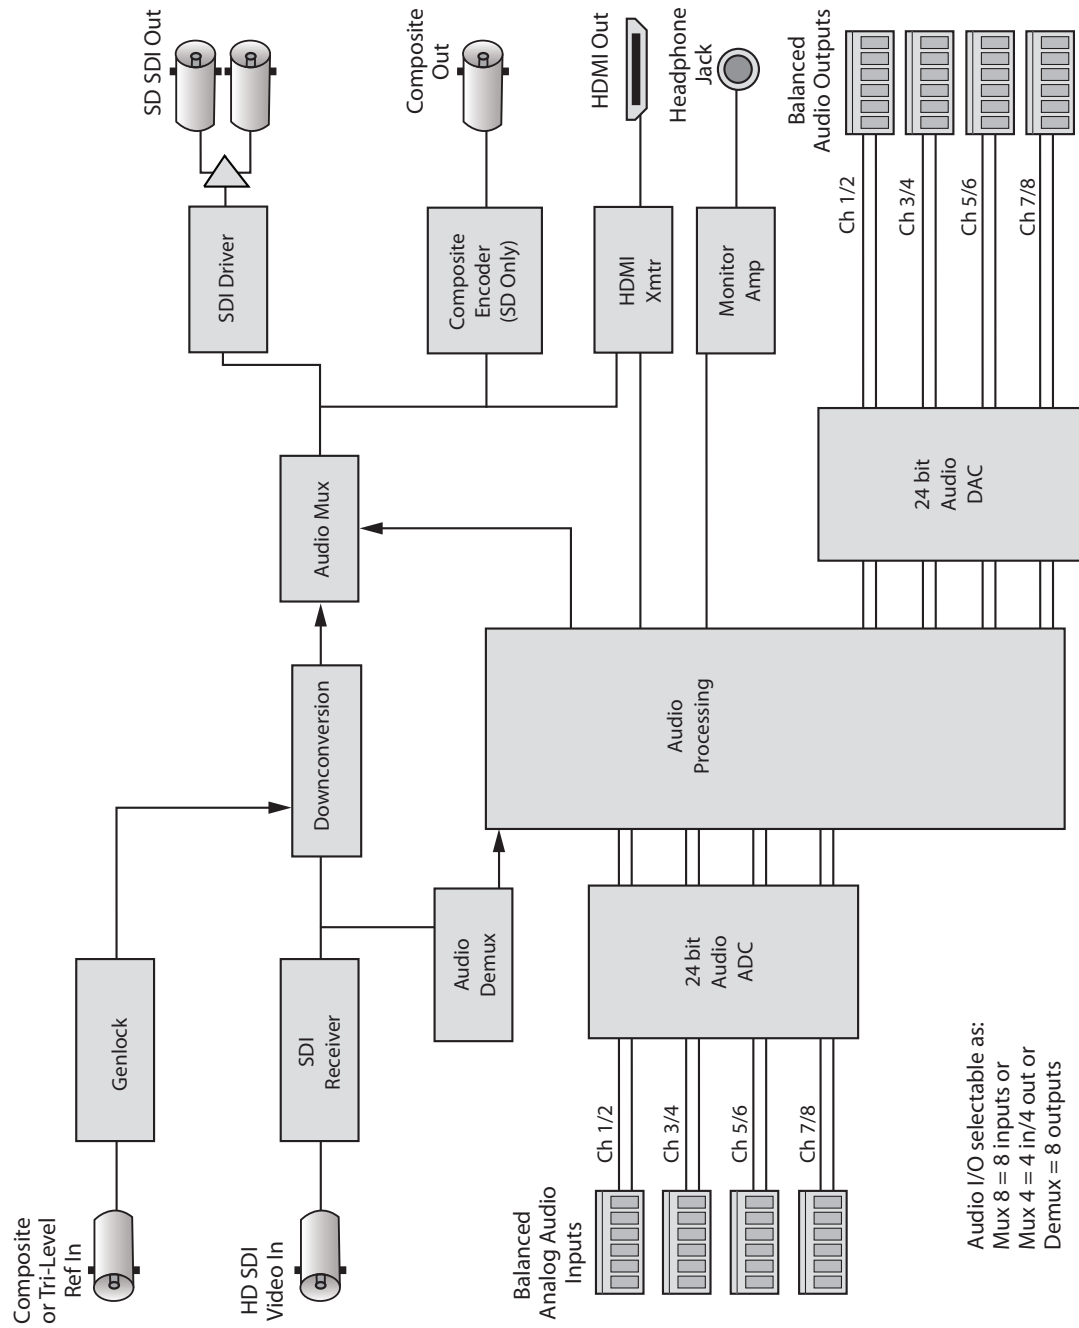 Composite
or Tri-Level
Ref In
Genlock
HD SDI
Video In
SDI
Receiver
Audio
Demux
Downconversion
Audio Mux
SDI Driver
SD SDI Out
Composite
Encoder
(SD Only)
Composite
Out
HDMI
Xmtr
HDMI Out
Monitor
Amp
Headphone
Jack
Balanced
Analog Audio
Inputs
Ch 1/2
Ch 3/4
Ch 5/6
Ch 7/8
24 bit
Audio
ADC
Audio
Processing
24 bit
Audio
DAC
Ch 1/2
Ch 3/4
Ch 5/6
Ch 7/8
Balanced
Audio Outputs
Audio I/O selectable as:
Mux 8 = 8 inputs or
Mux 4 = 4 in/4 out or
Demux = 8 outputs